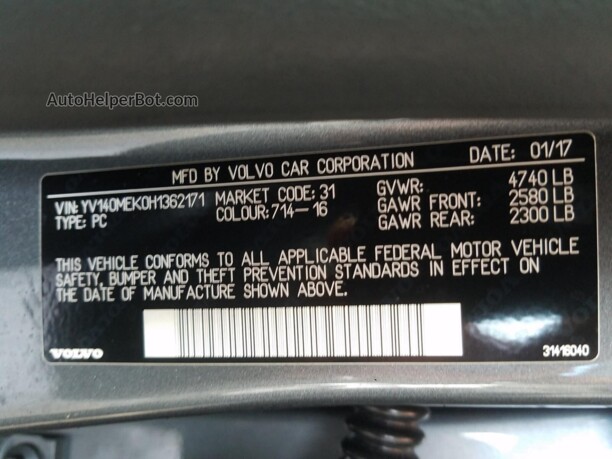 AutoHelperBot.com
MFD BY VOLVO CAR CORPORATION DATE: 01/17
VIN: YV140MEK0H1362171 MARKET CODE: 31 GVWR: 4740 LB
TYPE: PC COLOUR: 714-16 GAWR FRONT: 2580 LB
GAWR REAR: 2300 LB
THIS VEHICLE CONFORMS TO ALL APPLICABLE FEDERAL MOTOR VEHICLE
SAFETY, BUMPER AND THEFT PREVENTION STANDARDS IN EFFECT ON
THE DATE OF MANUFACTURE SHOWN ABOVE.
VOLVO 31416040